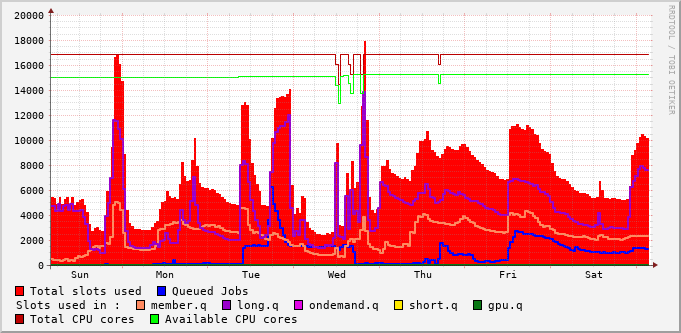 20000
18000
16000
14000
12000
10000
8000
6000
4000
2000
0
Sun Mon Tue Wed Thu Fri Sat
RRDTOOL / TOBI OETIKER
Total slots used Queued Jobs
Slots used in : member.q long.q ondemand.q short.q gpu.q
Total CPU cores Available CPU cores